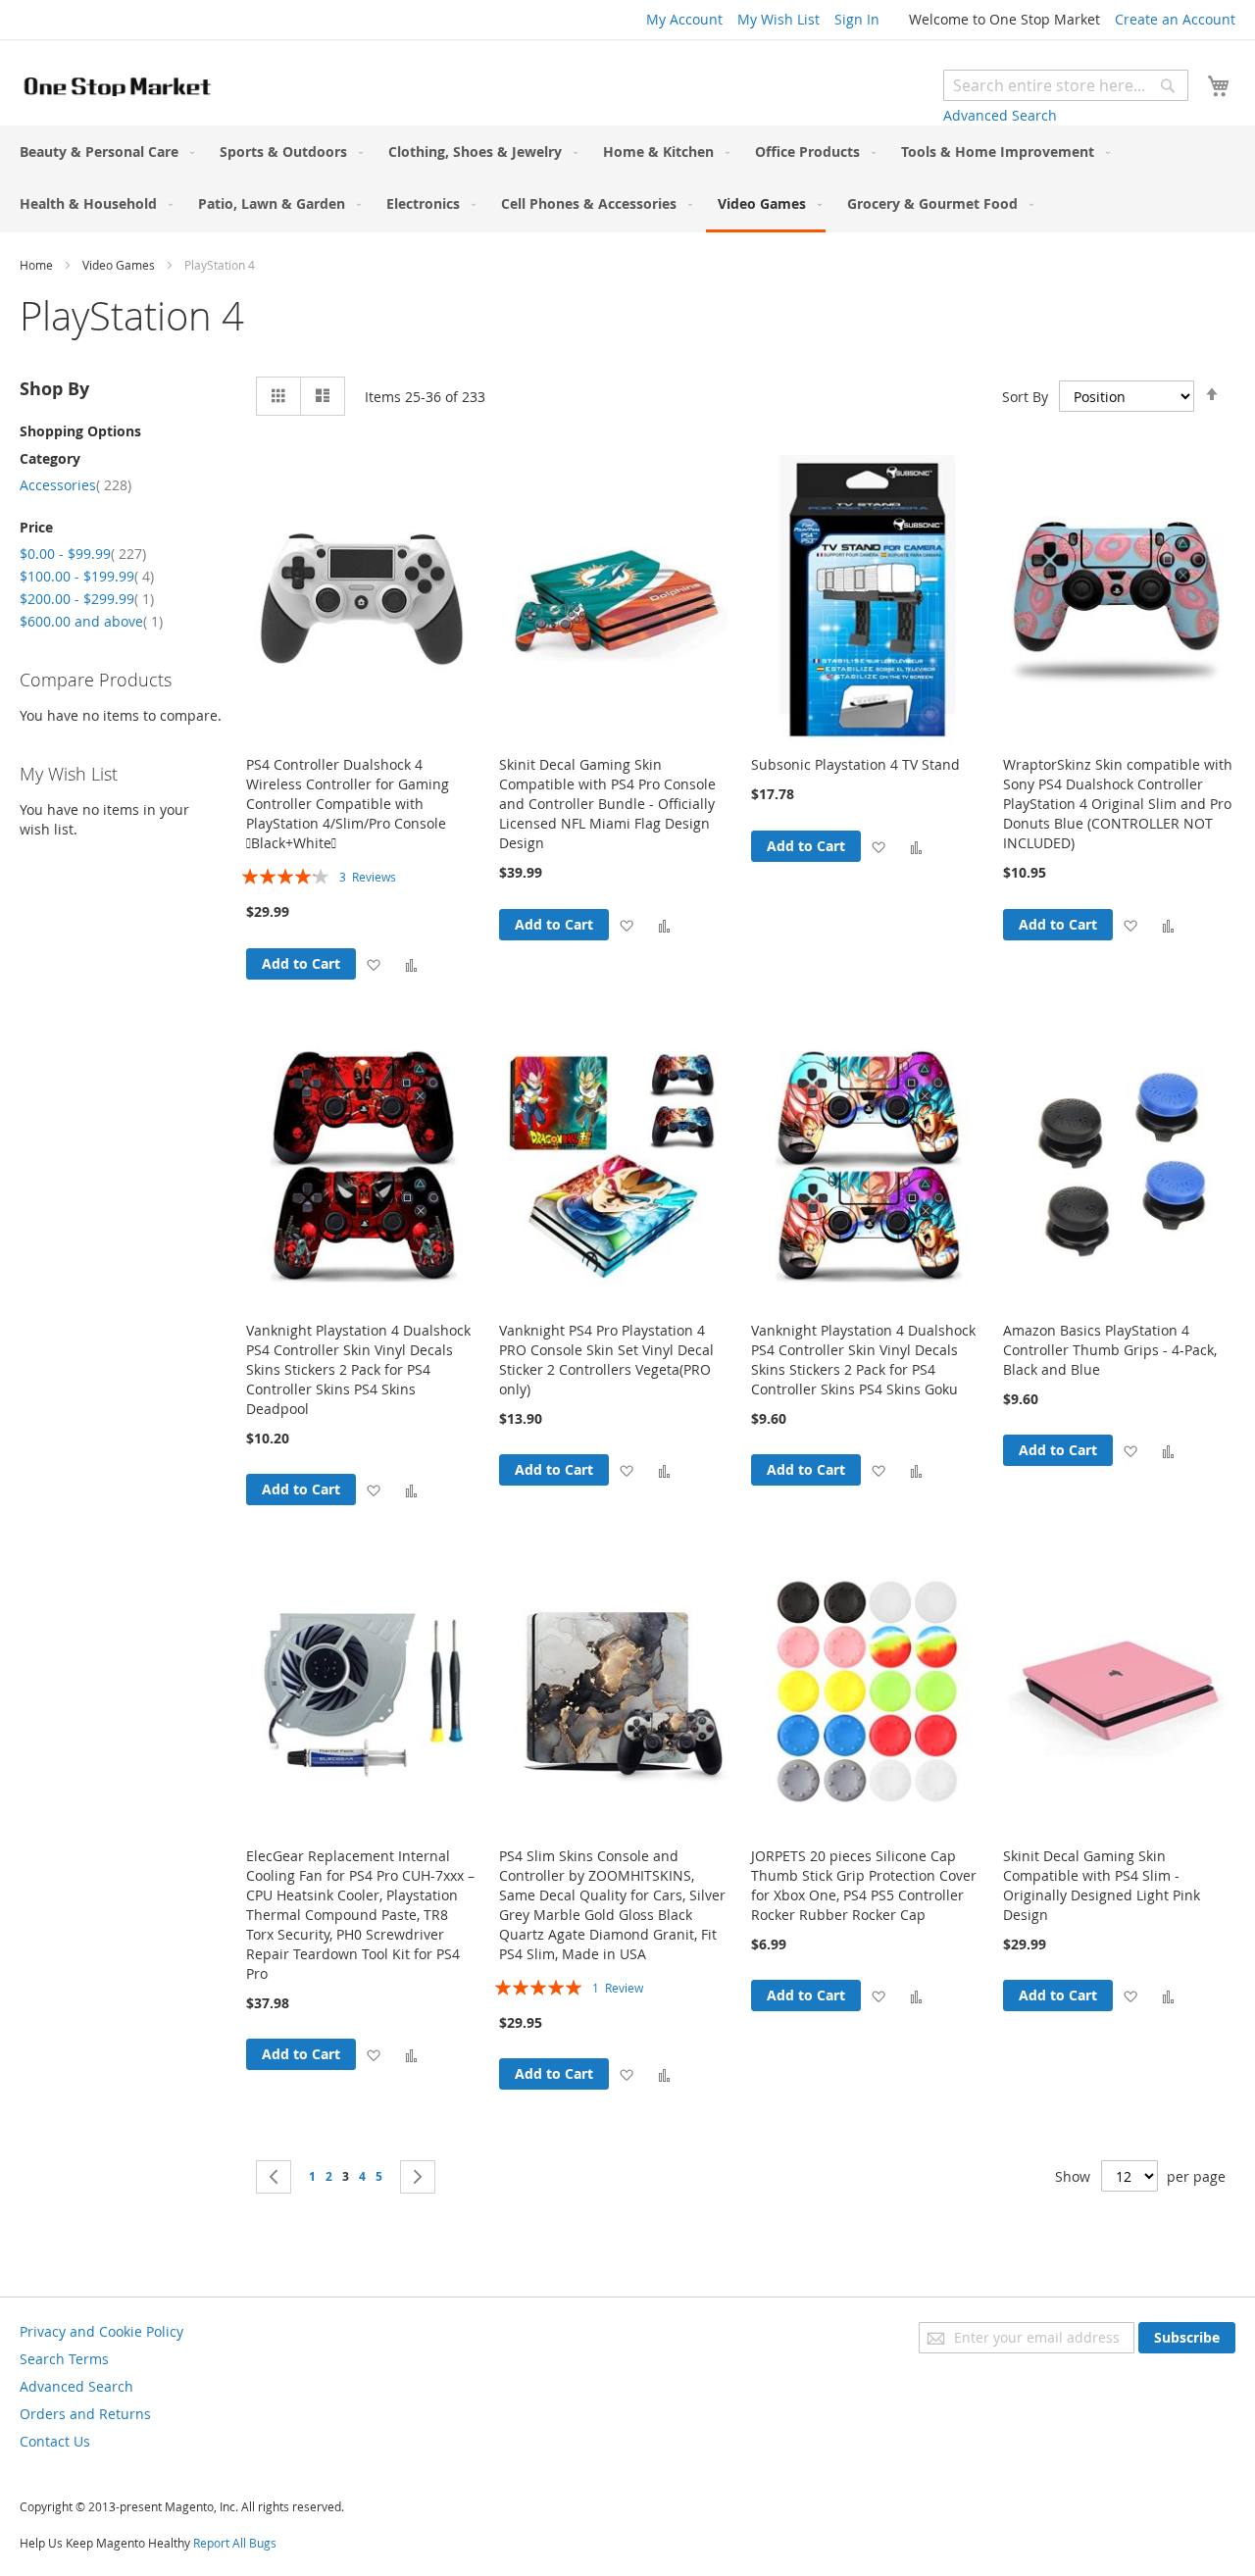 My Account My Wish List Sign In Welcome to One Stop Market Create an Account
One Stop Market
Search entire store here...
Advanced Search
Beauty & Personal Care Sports & Outdoors Clothing, Shoes & Jewelry Home & Kitchen Office Products Tools & Home Improvement
Health & Household Patio, Lawn & Garden Electronics Cell Phones & Accessories Video Games Grocery & Gourmet Food
Home Video Games PlayStation 4
PlayStation 4
Shop By
Shopping Options
Category
Accessories( 228)
Price
$0.00 - $99.99( 227)
$100.00 - $199.99( 4)
$200.00 - $299.99( 1)
$600.00 and above( 1)
Compare Products
You have no items to compare.
My Wish List
You have no items in your
wish list.
Items 25-36 of 233
Sort By Position
Dolphins
SUBSONIC
TV STAND
FOR PS4 CAMERA
SUBSONIC
TV STAND FOR CAMERA
PS4 Controller Dualshock 4
Wireless Controller for Gaming
Controller Compatible with
PlayStation 4/Slim/Pro Console
Black+White
3 Reviews
$29.99
Add to Cart
Skinit Decal Gaming Skin
Compatible with PS4 Pro Console
and Controller Bundle - Officially
Licensed NFL Miami Flag Design
Design
$39.99
Add to Cart
Subsonic Playstation 4 TV Stand
$17.78
Add to Cart
WraptorSkinz Skin compatible with
Sony PS4 Dualshock Controller
PlayStation 4 Original Slim and Pro
Donuts Blue (CONTROLLER NOT
INCLUDED)
$10.95
Add to Cart
Vanknight Playstation 4 Dualshock
PS4 Controller Skin Vinyl Decals
Skins Stickers 2 Pack for PS4
Controller Skins PS4 Skins
Deadpool
$10.20
Add to Cart
Vanknight PS4 Pro Playstation 4
PRO Console Skin Set Vinyl Decal
Sticker 2 Controllers Vegeta(PRO
only)
$13.90
Add to Cart
Vanknight Playstation 4 Dualshock
PS4 Controller Skin Vinyl Decals
Skins Stickers 2 Pack for PS4
Controller Skins PS4 Skins Goku
$9.60
Add to Cart
Amazon Basics PlayStation 4
Controller Thumb Grips - 4-Pack,
Black and Blue
$9.60
Add to Cart
ElecGear Replacement Internal
Cooling Fan for PS4 Pro CUH-7xxx –
CPU Heatsink Cooler, Playstation
Thermal Compound Paste, TR8
Torx Security, PH0 Screwdriver
Repair Teardown Tool Kit for PS4
Pro
$37.98
Add to Cart
PS4 Slim Skins Console and
Controller by ZOOMHITSKINS,
Same Decal Quality for Cars, Silver
Grey Marble Gold Gloss Black
Quartz Agate Diamond Granit, Fit
PS4 Slim, Made in USA
1 Review
$29.95
Add to Cart
JORPETS 20 pieces Silicone Cap
Thumb Stick Grip Protection Cover
for Xbox One, PS4 PS5 Controller
Rocker Rubber Rocker Cap
$6.99
Add to Cart
Skinit Decal Gaming Skin
Compatible with PS4 Slim -
Originally Designed Light Pink
Design
$29.99
Add to Cart
1 2 3 4 5
Show 12 per page
Privacy and Cookie Policy
Search Terms
Advanced Search
Orders and Returns
Contact Us
Enter your email address
Subscribe
Copyright © 2013-present Magento, Inc. All rights reserved.
Help Us Keep Magento Healthy Report All Bugs